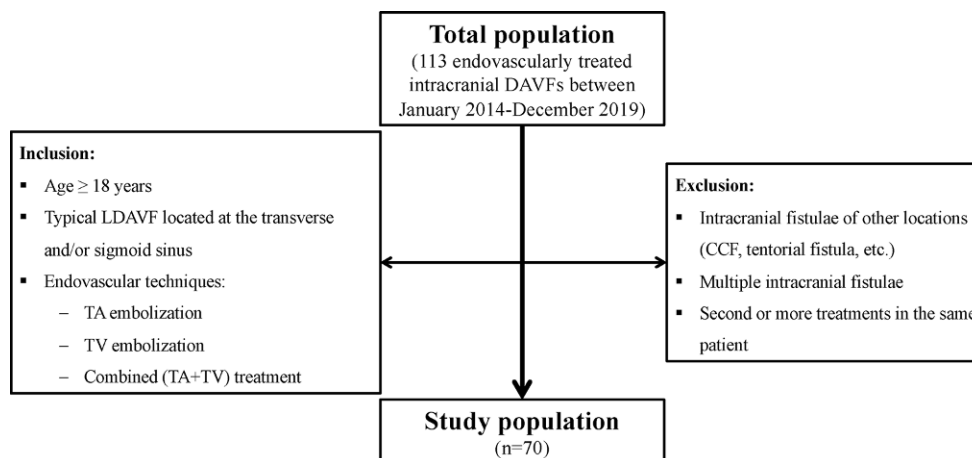 Total population
(113 endovascularly treated
intracranial DAVFs between
January 2014-December 2019)
Inclusion:
▪ Age ≥ 18 years
▪ Typical LDAVF located at the transverse
and/or sigmoid sinus
▪ Endovascular techniques:
– TA embolization
– TV embolization
– Combined (TA+TV) treatment
Exclusion:
▪ Intracranial fistulae of other locations
(CCF, tentorial fistula, etc.)
▪ Multiple intracranial fistulae
▪ Second or more treatments in the same
patient
Study population
(n=70)